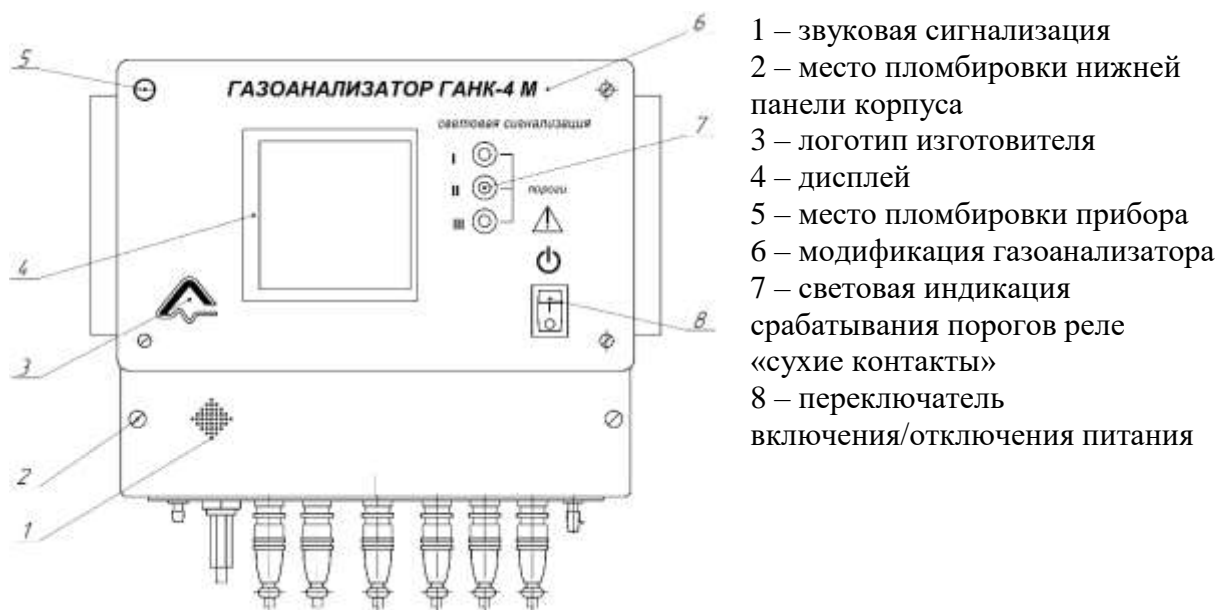 5
6
7
4
3
8
2
1
ГАЗОАНАЛИЗАТОР ГАНК-4 М
световая сигнализация
I
II
пороги
III
1 – звуковая сигнализация
2 – место пломбировки нижней
панели корпуса
3 – логотип изготовителя
4 – дисплей
5 – место пломбировки прибора
6 – модификация газоанализатора
7 – световая индикация
срабатывания порогов реле
«сухие контакты»
8 – переключатель
включения/отключения питания